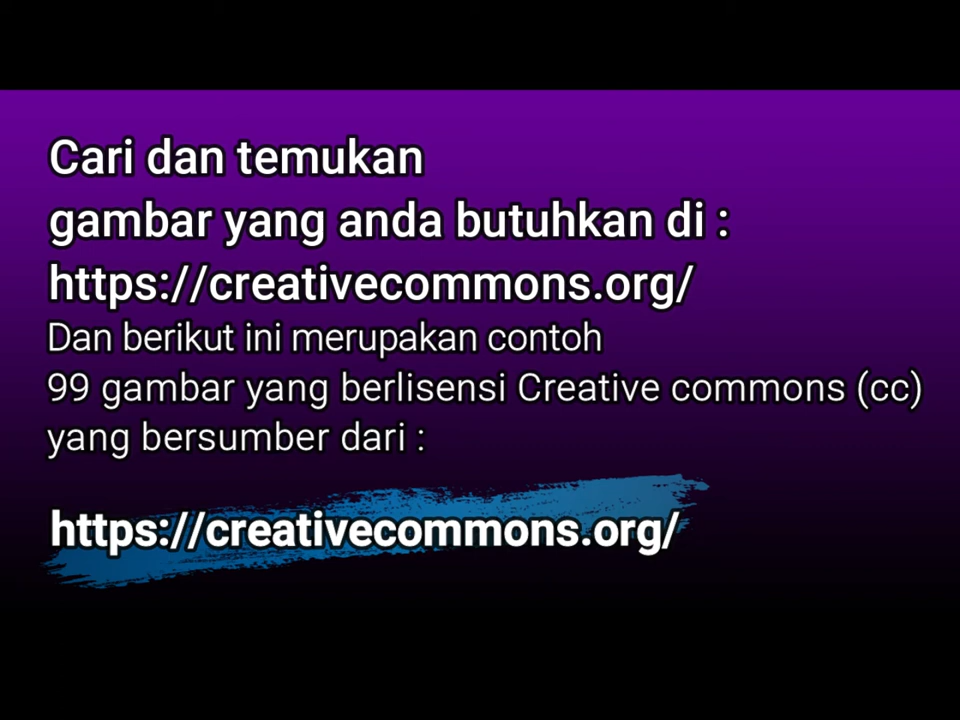 Cari dan temukan
gambar yang anda butuhkan di :
https://creativecommons.org/
Dan berikut ini merupakan contoh
99 gambar yang berlisensi Creative commons (cc)
yang bersumber dari :
https://creativecommons.org/